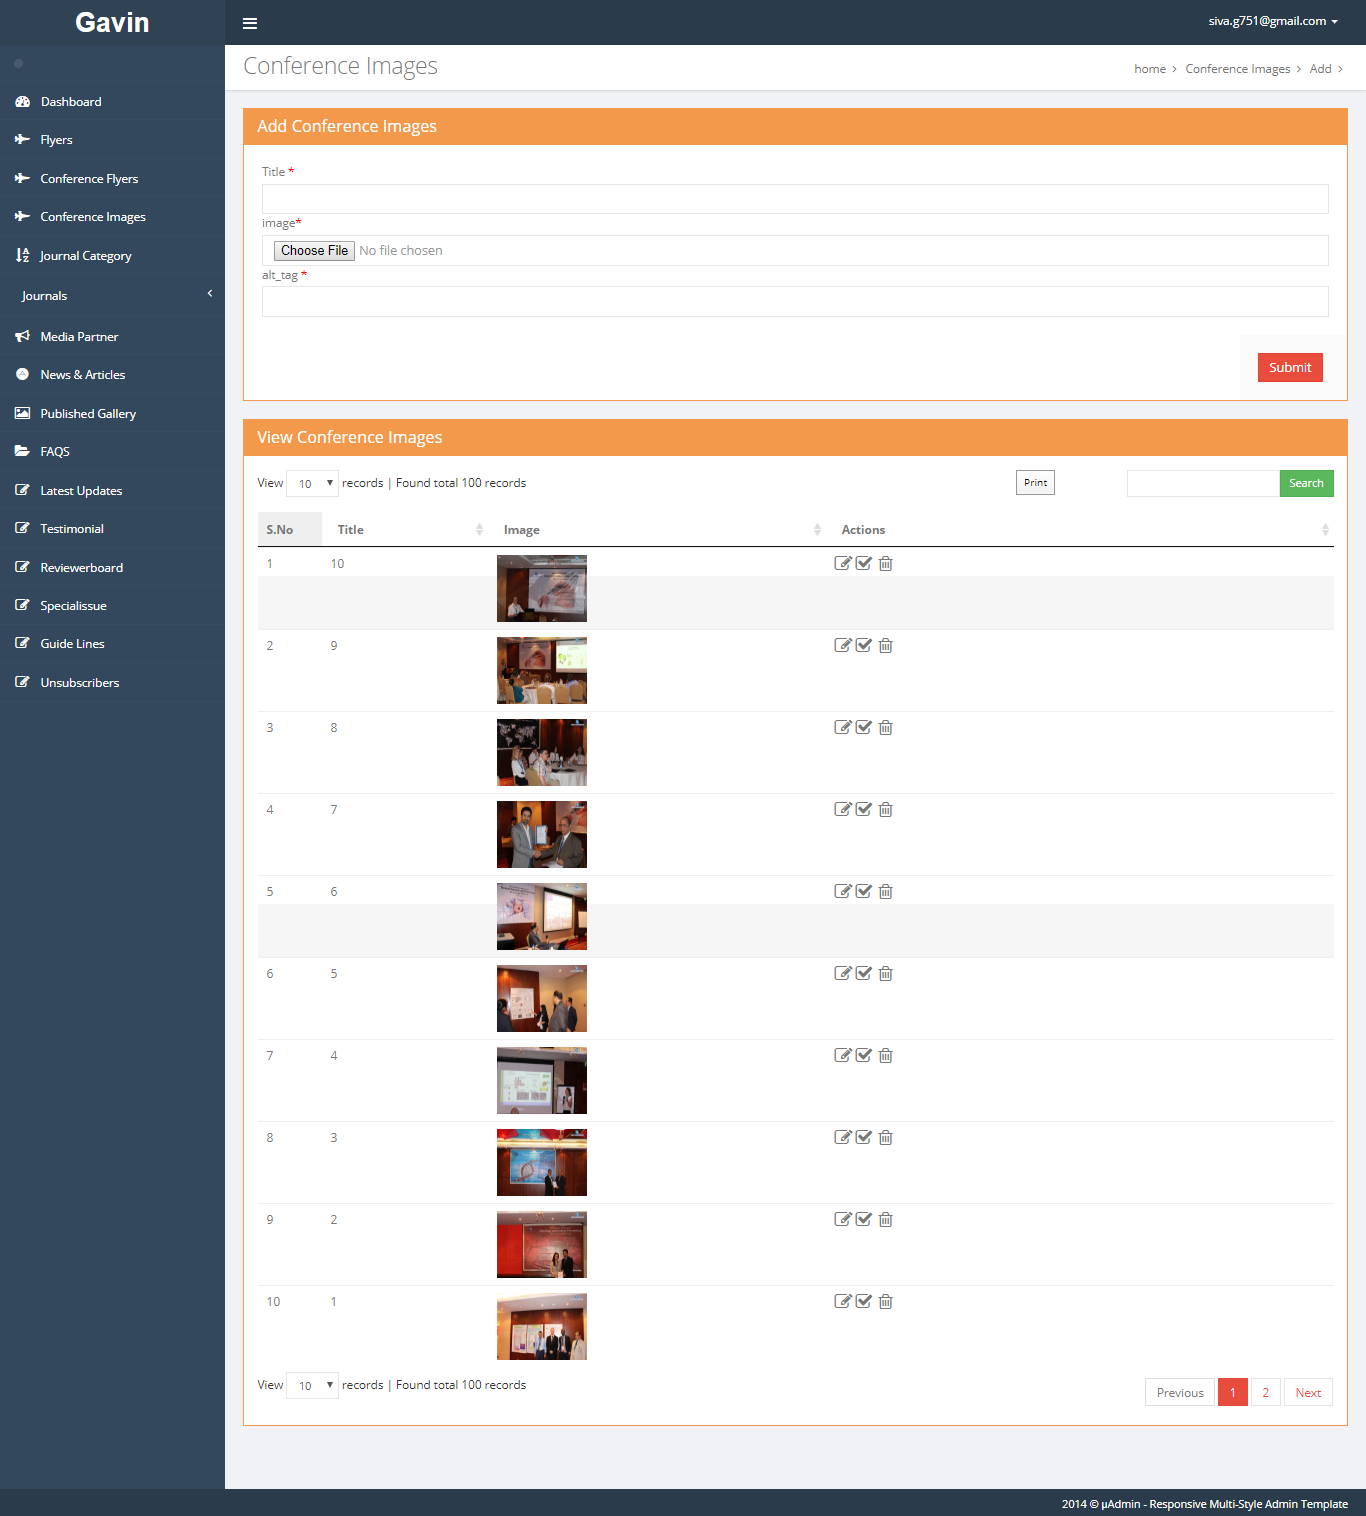 Gavin
siva.g751@gmail.com
Conference Images
home > Conference Images > Add >
Dashboard
Flyers
Conference Flyers
Conference Images
Journal Category
Journals
Media Partner
News & Articles
Published Gallery
FAQS
Latest Updates
Testimonial
Reviewerboard
Specialissue
Guide Lines
Unsubscribers
Add Conference Images
Title *
image*
Choose File No file chosen
alt_tag *
Submit
View Conference Images
View 10 records | Found total 100 records
Print
Search
S.No Title Image Actions
1 10
2 9
3 8
4 7
5 6
6 5
7 4
8 3
9 2
10 1
View 10 records | Found total 100 records
Previous 1 2 Next
2014 © µAdmin - Responsive Multi-Style Admin Template